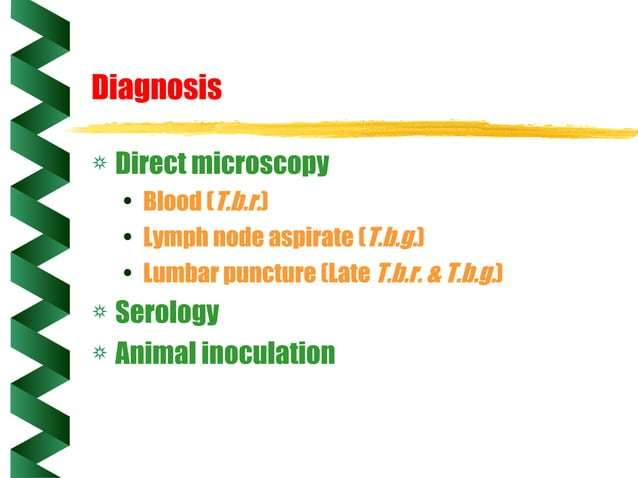 Diagnosis
Direct microscopy
Blood (T.b.r.)
Lymph node aspirate (T.b.g.)
Lumbar puncture (Late T.b.r. & T.b.g.)
Serology
Animal inoculation